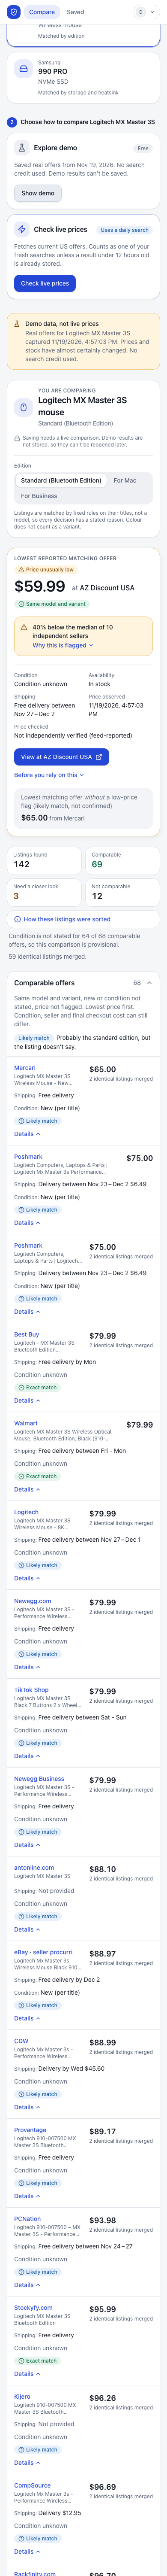 Compare
Saved
Wireless mouse
Matched by edition
Samsung
990 PRO
NVMe SSD
Matched by storage and heatsink
2 Choose how to compare Logitech MX Master 3S
Explore demo
Free
Saved real offers from Nov 19, 2026. No search
credit used. Demo results can't be saved.
Show demo
Check live prices
Uses a daily search
Fetches current US offers. Counts as one of your
fresh searches unless a result under 12 hours old
is already stored.
Check live prices
Demo data, not live prices
Real offers for Logitech MX Master 3S
captured 11/19/2026, 4:57:03 PM. Prices and
stock have almost certainly changed. No
search credit used.
YOU ARE COMPARING
Logitech MX Master 3S
mouse
Standard (Bluetooth Edition)
Saving needs a live comparison. Demo results are
not stored, so they can't be reopened later.
Edition
Standard (Bluetooth Edition)
For Mac
For Business
Listings are matched by fixed rules on their titles, not a
model, so every decision has a stated reason. Colour
does not count as a variant.
LOWEST REPORTED MATCHING OFFER
Price unusually low
$59.99 at AZ Discount USA
Same model and variant
40% below the median of 10
independent sellers
Why this is flagged
Condition
Condition unknown
Availability
In stock
Shipping
Free delivery between
Nov 27 – Dec 2
Price observed
11/19/2026, 4:57:03
PM
Price checked
Not independently verified (feed-reported)
View at AZ Discount USA
Before you rely on this
Lowest matching offer without a low-price
flag (likely match, not confirmed)
$65.00 from Mercari
Listings found
142
Comparable
69
Need a closer look
3
Not comparable
12
How these listings were sorted
Condition is not stated for 64 of 68 comparable
offers, so this comparison is provisional.
59 identical listings merged.
Comparable offers
68
Same model and variant, new or condition not
stated, price not flagged. Lowest price first.
Condition, seller and final checkout cost can still
differ.
Likely match Probably the standard edition, but
the listing doesn't say.
Mercari
$65.00
Logitech MX Master 3S
Wireless Mouse - New...
2 identical listings merged
Shipping: Free delivery
Condition: New (per title)
Likely match
Details
Poshmark
$75.00
Logitech Computers, Laptops & Parts |
Logitech Mx Master 3s Performance...
Shipping: Delivery between Nov 23 – Dec 2 $6.49
Condition: New (per title)
Likely match
Details
Poshmark
$75.00
Logitech Computers,
Laptops & Parts | Logitech...
2 identical listings merged
Shipping: Delivery between Nov 23 – Dec 2 $6.49
Condition: New (per title)
Likely match
Details
Best Buy
$79.99
Logitech - MX Master 3S
Bluetooth Edition...
2 identical listings merged
Shipping: Free delivery by Mon
Condition unknown
Exact match
Details
Walmart
$79.99
Logitech MX Master 3S Wireless Optical
Mouse, Bluetooth Edition, Black (910-...
Shipping: Free delivery between Fri – Mon
Condition unknown
Exact match
Details
Logitech
$79.99
Logitech MX Master 3S
Wireless Mouse - 8K...
2 identical listings merged
Shipping: Free delivery between Nov 27 – Dec 1
Condition unknown
Likely match
Details
Newegg.com
$79.99
Logitech MX Master 3S -
Performance Wireless...
2 identical listings merged
Shipping: Free delivery
Condition unknown
Likely match
Details
TikTok Shop
$79.99
Logitech MX Master 3S
Black 7 Buttons 2 x Wheel...
2 identical listings merged
Shipping: Free delivery between Sat – Sun
Condition unknown
Likely match
Details
Newegg Business
$79.99
Logitech MX Master 3S -
Performance Wireless...
2 identical listings merged
Shipping: Free delivery
Condition unknown
Likely match
Details
antonline.com
$88.10
Logitech MX Master 3S
2 identical listings merged
Shipping: Not provided
Condition unknown
Likely match
Details
eBay · seller procurri
$88.97
Logitech Mx Master 3s
Wireless Mouse Black 910...
2 identical listings merged
Shipping: Free delivery by Dec 2
Condition: New (per title)
Likely match
Details
CDW
$88.99
Logitech Mx Master 3s -
Performance Wireless...
2 identical listings merged
Shipping: Delivery by Wed $45.60
Condition unknown
Likely match
Details
Provantage
$89.17
Logitech 910-007500 MX
Master 3S Bluetooth...
2 identical listings merged
Shipping: Free delivery
Condition unknown
Likely match
Details
PCNation
$93.98
Logitech 910-007500 – MX
Master 3S - Performance...
2 identical listings merged
Shipping: Free delivery between Nov 24 – 27
Condition unknown
Likely match
Details
Stockyfy.com
$95.99
Logitech MX Master 3S
Bluetooth Edition
2 identical listings merged
Shipping: Free delivery
Condition unknown
Exact match
Details
Kijero
$96.26
Logitech 910-007500 MX
Master 3S Bluetooth...
2 identical listings merged
Shipping: Not provided
Condition unknown
Likely match
Details
CompSource
$96.69
Logitech Mx Master 3s -
Performance Wireless...
2 identical listings merged
Shipping: Delivery $12.95
Condition unknown
Likely match
Details
Backfinity.com
$96.70